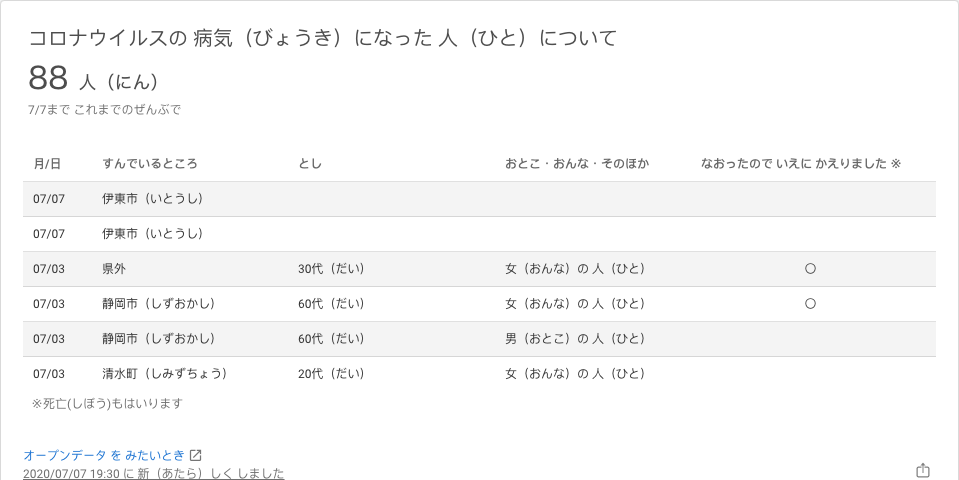 コロナウイルスの 病気（びょうき）になった 人（ひと）について
88 人（にん）
7/7まで これまでのぜんぶで
月/日 すんでいるところ とし おとこ・おんな・そのほか なおったので いえに かえりました ※
07/07 伊東市（いとうし）
07/07 伊東市（いとうし）
07/03 県外 30代（だい） 女（おんな）の 人（ひと） ○
07/03 静岡市（しずおかし） 60代（だい） 女（おんな）の 人（ひと） ○
07/03 静岡市（しずおかし） 60代（だい） 男（おとこ）の 人（ひと）
07/03 清水町（しみずちょう） 20代（だい） 女（おんな）の 人（ひと）
※死亡(しぼう)もはいります
オープンデータ を みたいとき
2020/07/07 19:30 に 新（あたら）しく しました